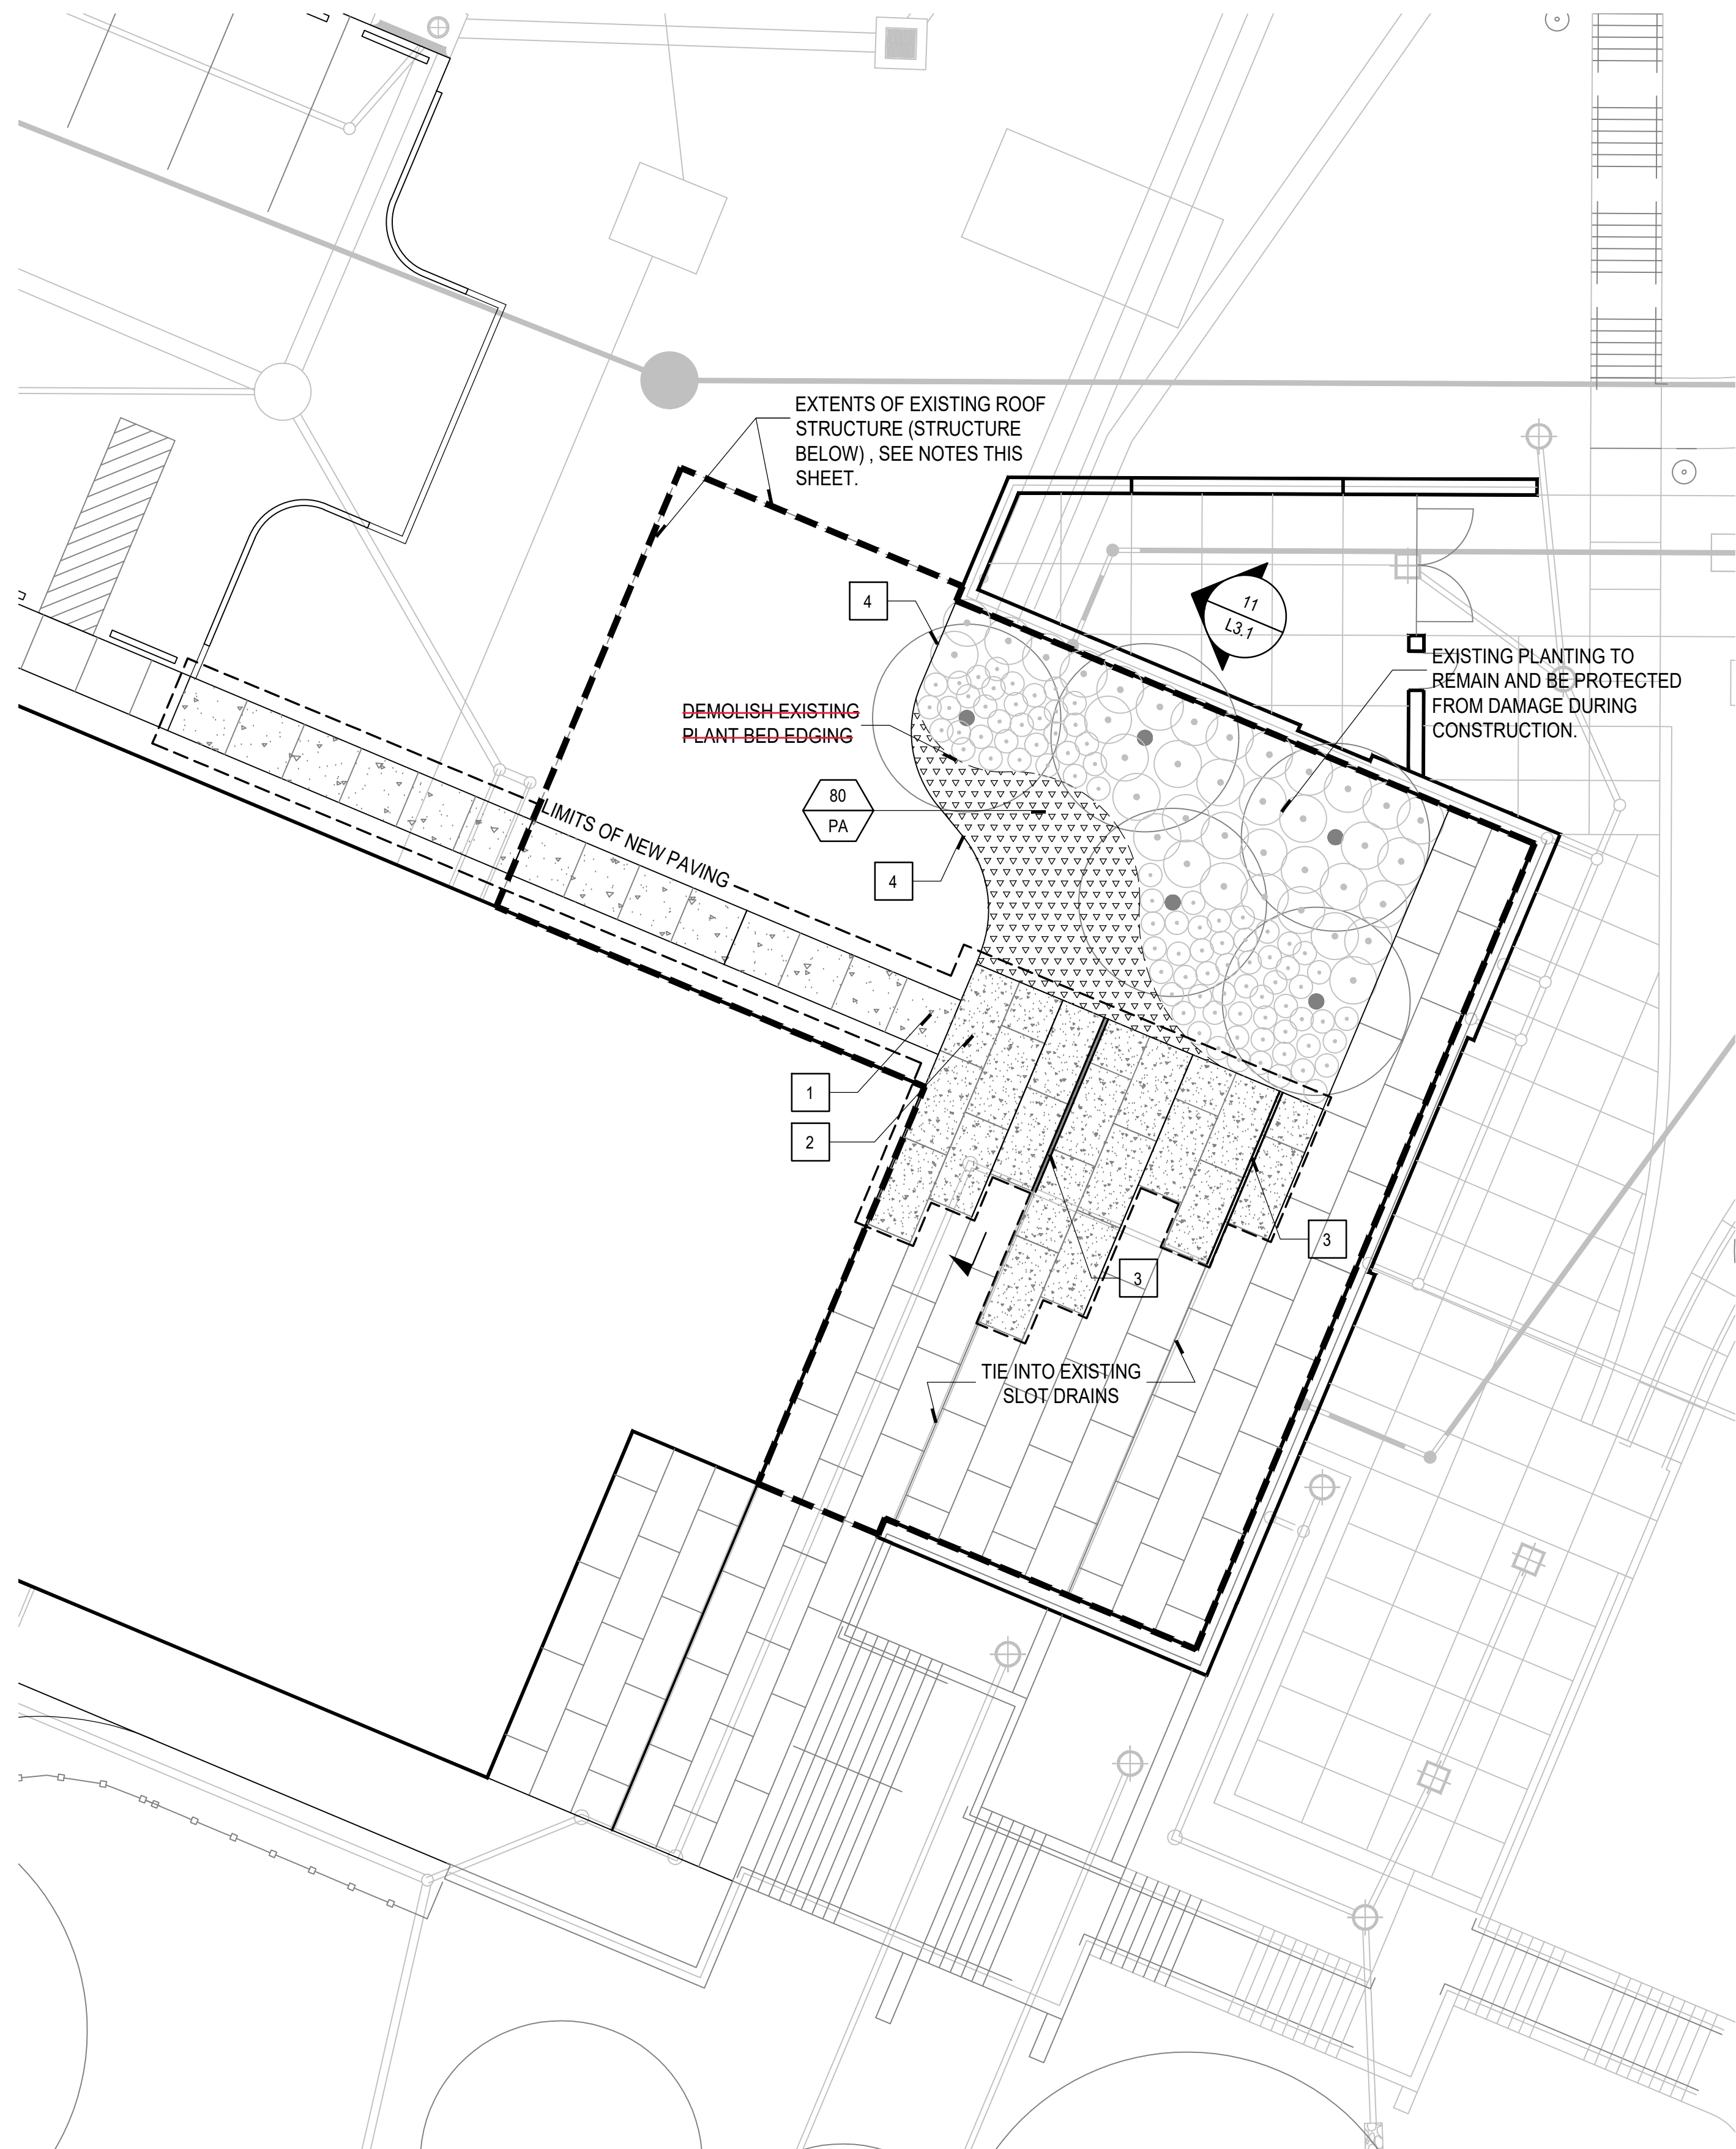 EXTENTS OF EXISTING ROOF
STRUCTURE (STRUCTURE
BELOW) , SEE NOTES THIS
SHEET.
4
11
L3.1
EXISTING PLANTING TO
REMAIN AND BE PROTECTED
FROM DAMAGE DURING
CONSTRUCTION.
DEMOLISH EXISTING
PLANT BED EDGING
80
PA
LIMITS OF NEW PAVING
4
1
2
3
3
TIE INTO EXISTING
SLOT DRAINS